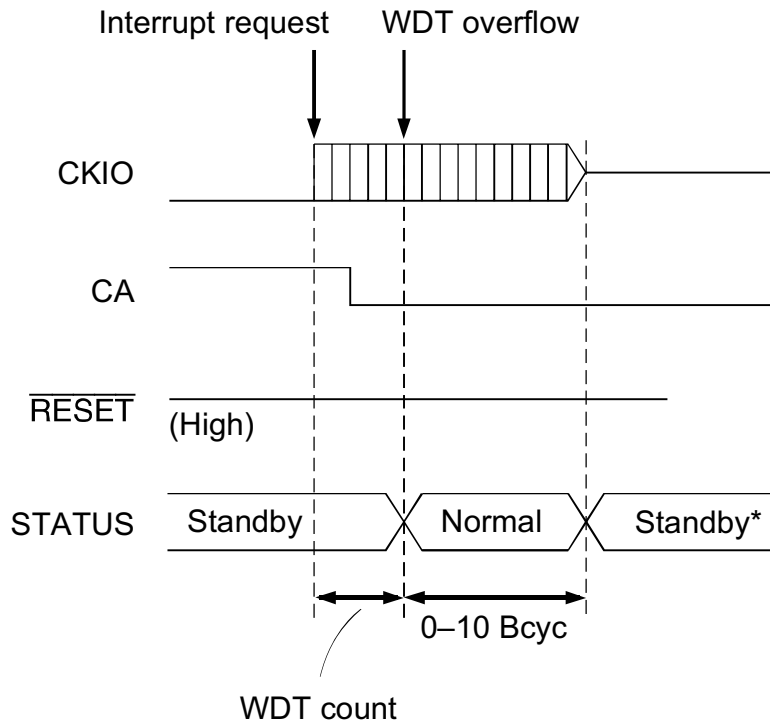 Interrupt request WDT overflow
CKIO
CA
RESET
(High)
STATUS Standby Normal Standby*
0–10 Bcyc
WDT count